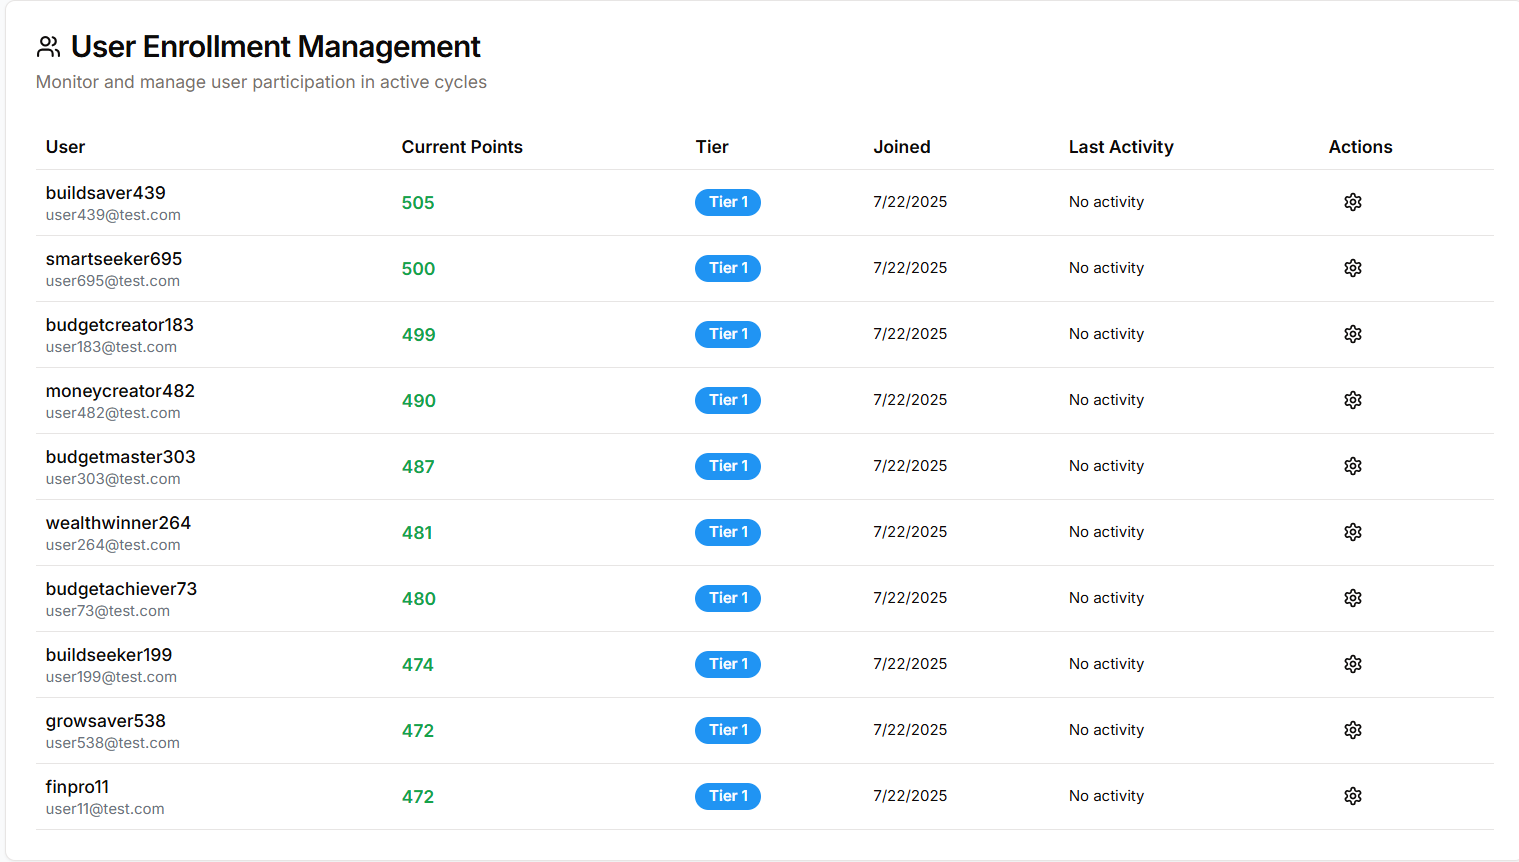 User Enrollment Management
Monitor and manage user participation in active cycles
User Current Points Tier Joined Last Activity Actions
buildsaver439
user439@test.com
505 Tier 1 7/22/2025 No activity
smartseeker695
user695@test.com
500 Tier 1 7/22/2025 No activity
budgetcreator183
user183@test.com
499 Tier 1 7/22/2025 No activity
moneycreator482
user482@test.com
490 Tier 1 7/22/2025 No activity
budgetmaster303
user303@test.com
487 Tier 1 7/22/2025 No activity
wealthwinner264
user264@test.com
481 Tier 1 7/22/2025 No activity
budgetachiever73
user73@test.com
480 Tier 1 7/22/2025 No activity
buildseeker199
user199@test.com
474 Tier 1 7/22/2025 No activity
growsaver538
user538@test.com
472 Tier 1 7/22/2025 No activity
finpro11
user11@test.com
472 Tier 1 7/22/2025 No activity